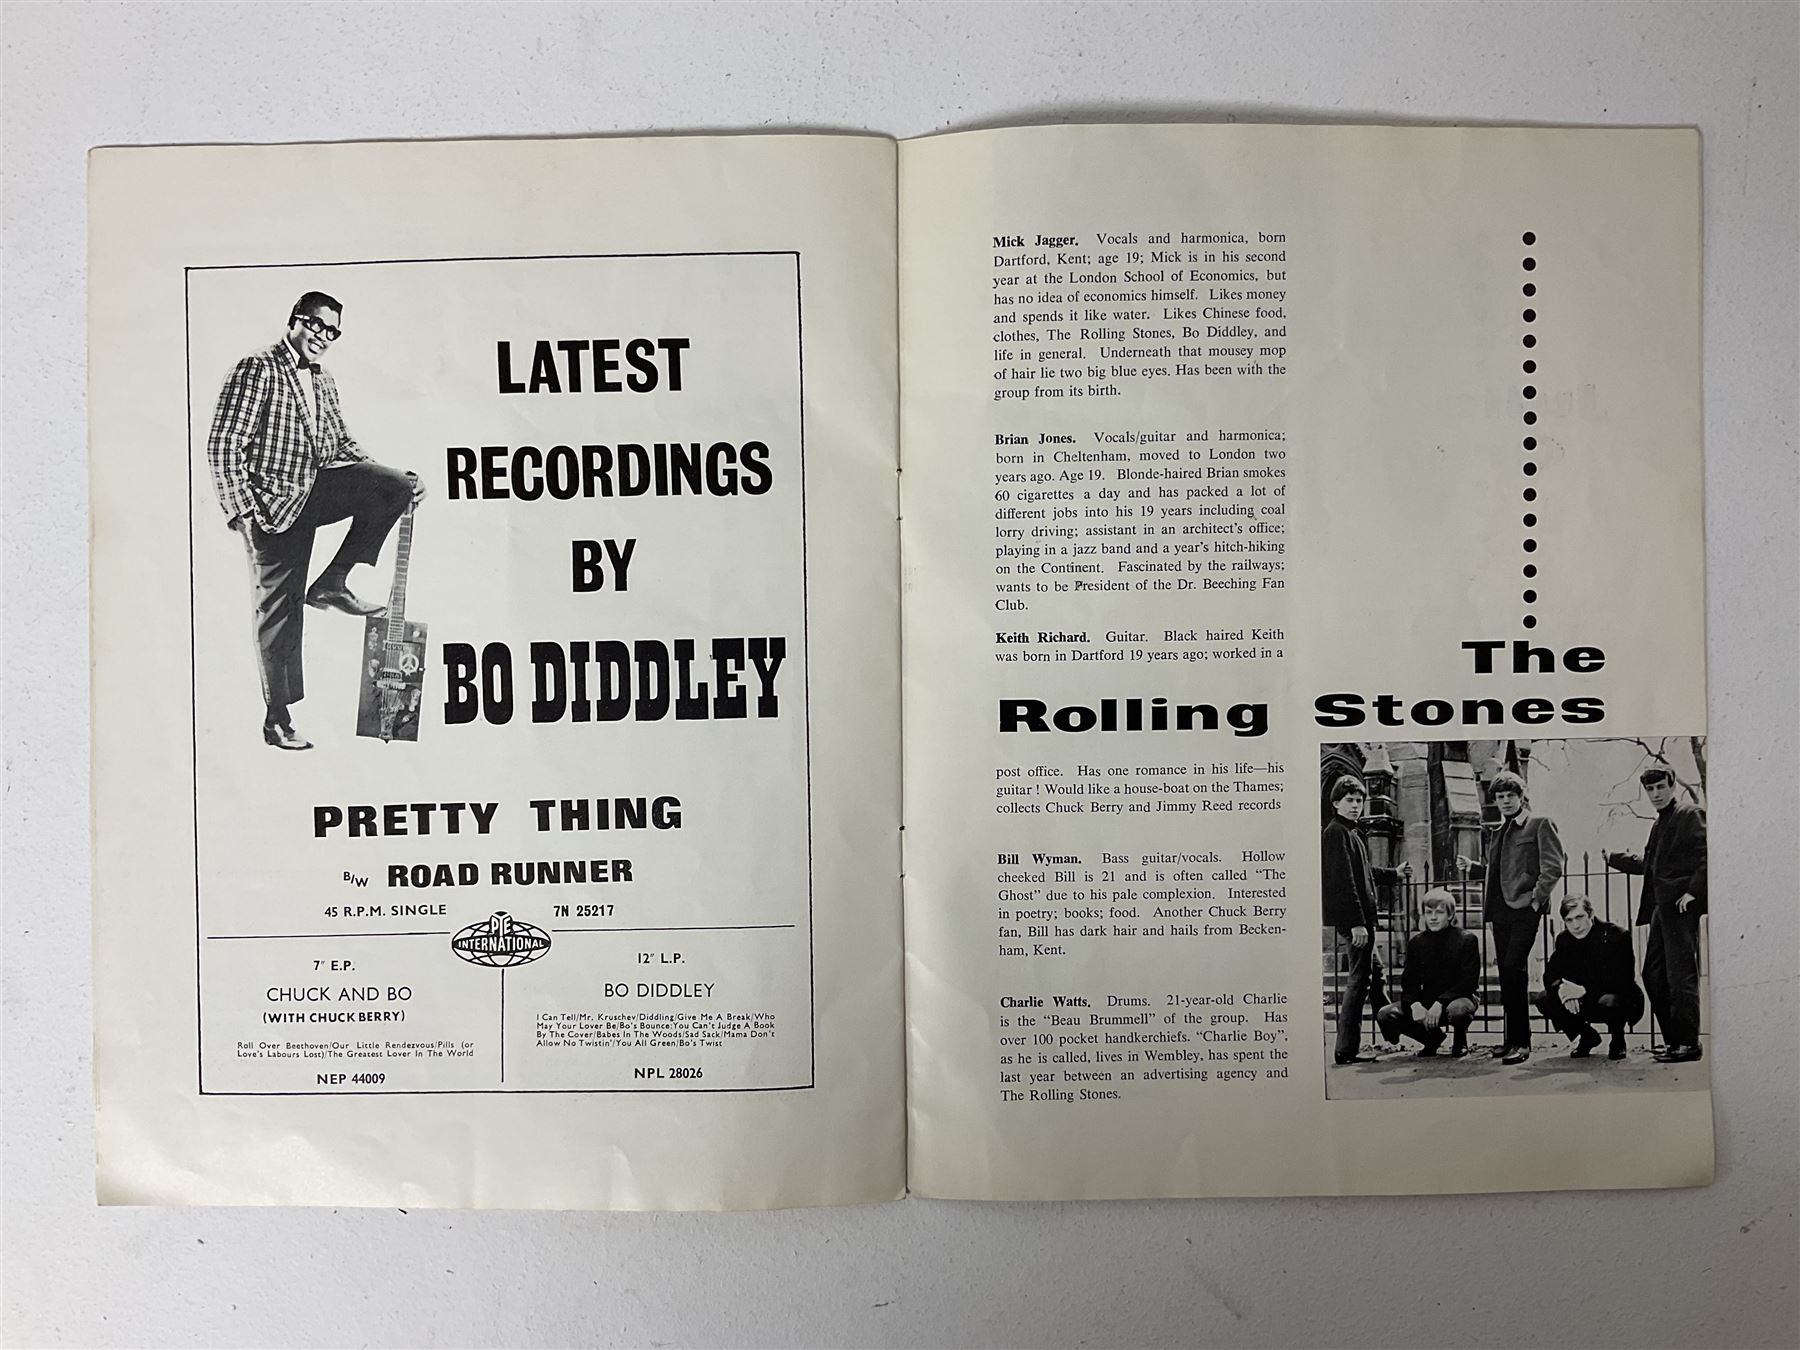 LATEST
RECORDINGS
BY
BO DIDDLEY
PRETTY THING
B/W ROAD RUNNER
45 R.P.M. SINGLE 7N 25217
PYE
INTERNATIONAL
7" E.P.
CHUCK AND BO
(WITH CHUCK BERRY)
Roll Over Beethoven/Our Little Rendezvous/Pills (or
Love's Labours Lost)/The Greatest Lover In The World
NEP 44009
12" L.P.
BO DIDDLEY
I Can Tell/Mr. Kruschev/Diddling/Give Me A Break/Who
May Your Lover Be/Bo's Bounce:You Can't Judge A Book
By The Cover/Babes In The Woods/Sad Sack/Mama Don't
Allow No Twistin'/You All Green/Bo's Twist
NPL 28026
Mick Jagger. Vocals and harmonica, born
Dartford, Kent; age 19; Mick is in his second
year at the London School of Economics, but
has no idea of economics himself. Likes money
and spends it like water. Likes Chinese food,
clothes, The Rolling Stones, Bo Diddley, and
life in general. Underneath that mousey mop
of hair lie two big blue eyes. Has been with the
group from its birth.
Brian Jones. Vocals/guitar and harmonica;
born in Cheltenham, moved to London two
years ago. Age 19. Blonde-haired Brian smokes
60 cigarettes a day and has packed a lot of
different jobs into his 19 years including coal
lorry driving; assistant in an architect's office;
playing in a jazz band and a year's hitch-hiking
on the Continent. Fascinated by the railways;
wants to be President of the Dr. Beeching Fan
Club.
Keith Richard. Guitar. Black haired Keith
was born in Dartford 19 years ago; worked in a
The
Rolling Stones
post office. Has one romance in his life—his
guitar ! Would like a house-boat on the Thames;
collects Chuck Berry and Jimmy Reed records
Bill Wyman. Bass guitar/vocals. Hollow
cheeked Bill is 21 and is often called "The
Ghost" due to his pale complexion. Interested
in poetry; books; food. Another Chuck Berry
fan, Bill has dark hair and hails from Becken-
ham, Kent.
Charlie Watts. Drums. 21-year-old Charlie
is the "Beau Brummell" of the group. Has
over 100 pocket handkerchiefs. "Charlie Boy",
as he is called, lives in Wembley, has spent the
last year between an advertising agency and
The Rolling Stones.